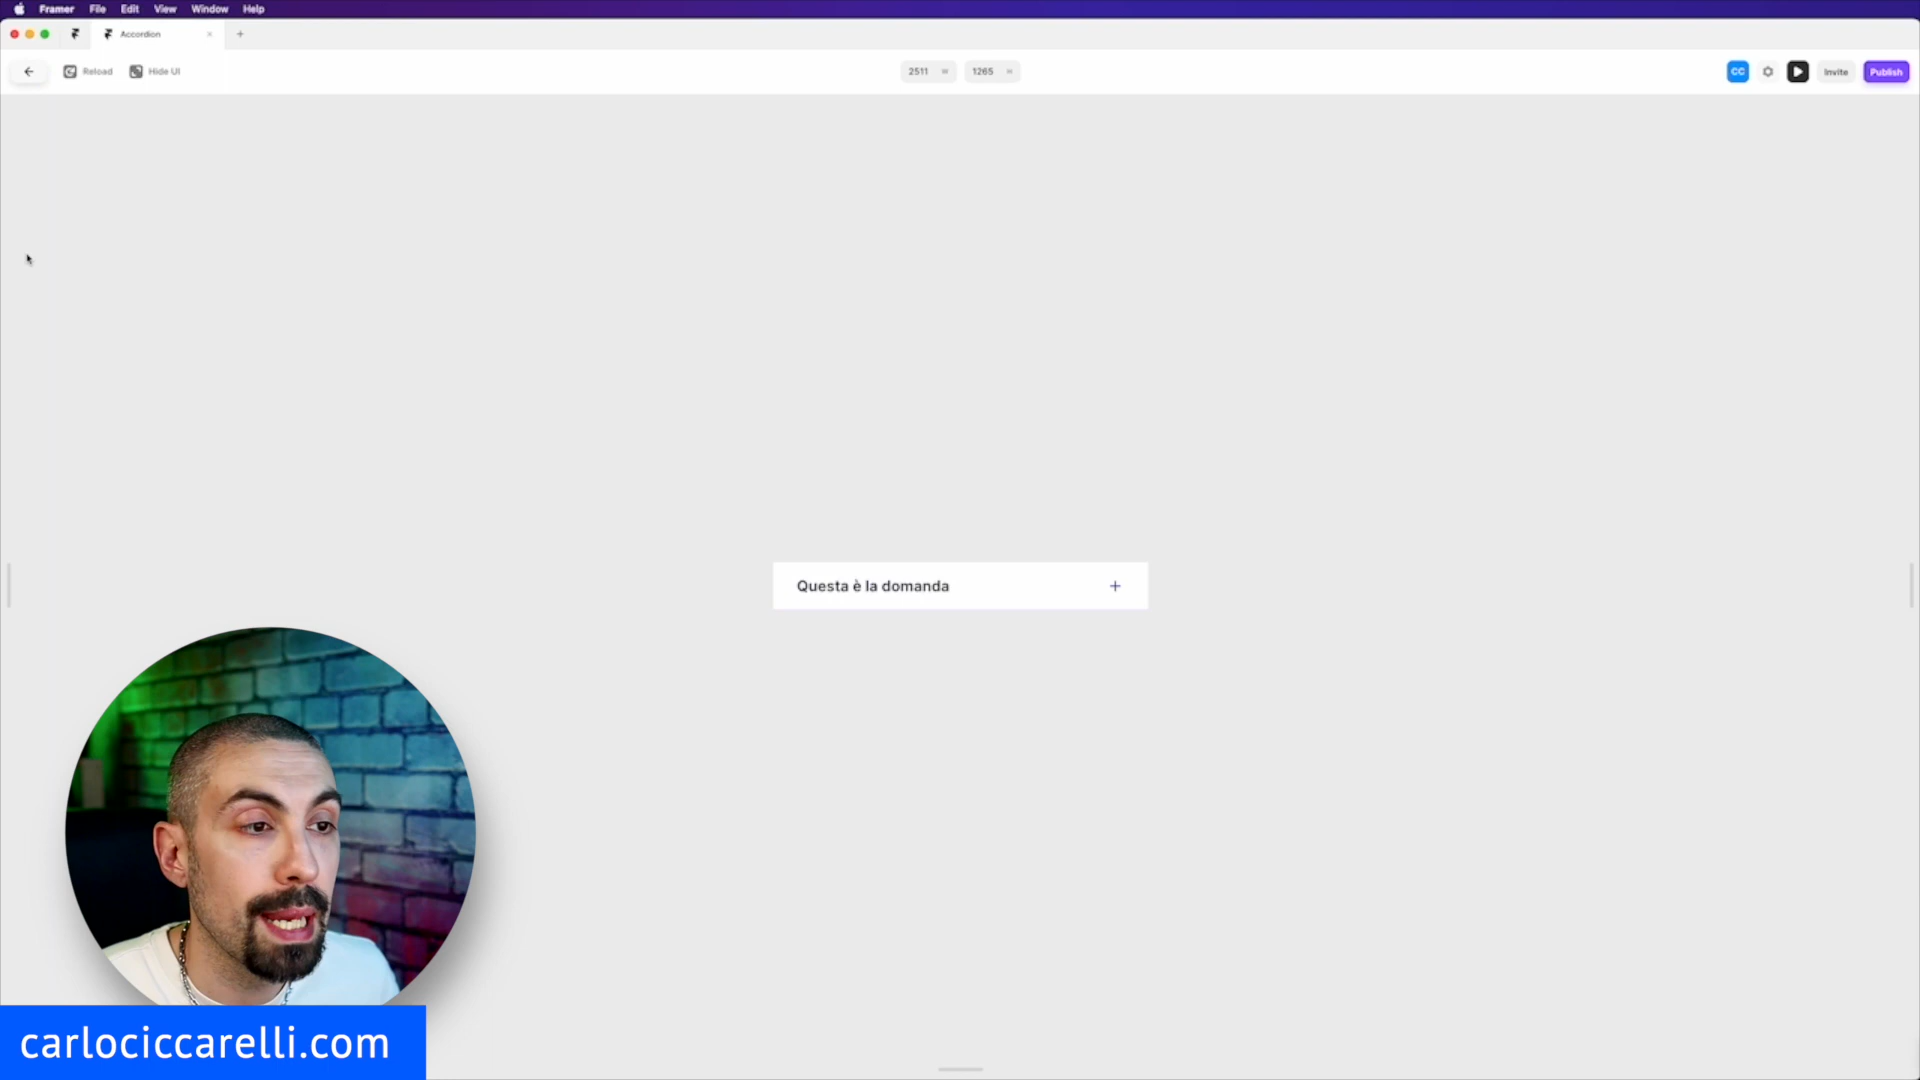 Framer File Edit View Window Help
Accordion
Reload Hide UI 2511 W 1265 H CC Invite Publish
Questa è la domanda
carlociccarelli.com